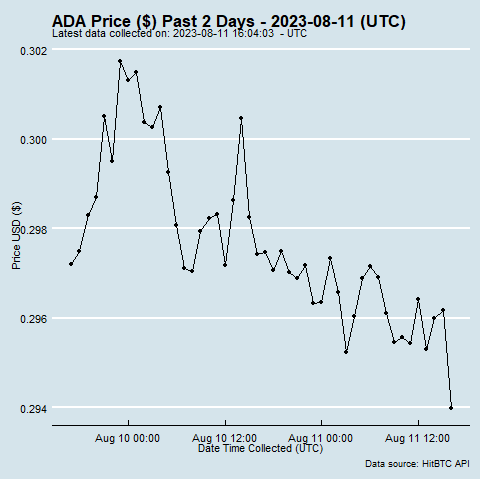 ADA Price ($) Past 2 Days - 2023-08-11 (UTC)
Latest data collected on: 2023-08-11 16:04:03 - UTC
0.302
0.300
0.298
0.296
0.294
Price USD ($)
Aug 10 00:00
Aug 10 12:00
Aug 11 00:00
Aug 11 12:00
Date Time Collected (UTC)
Data source: HitBTC API